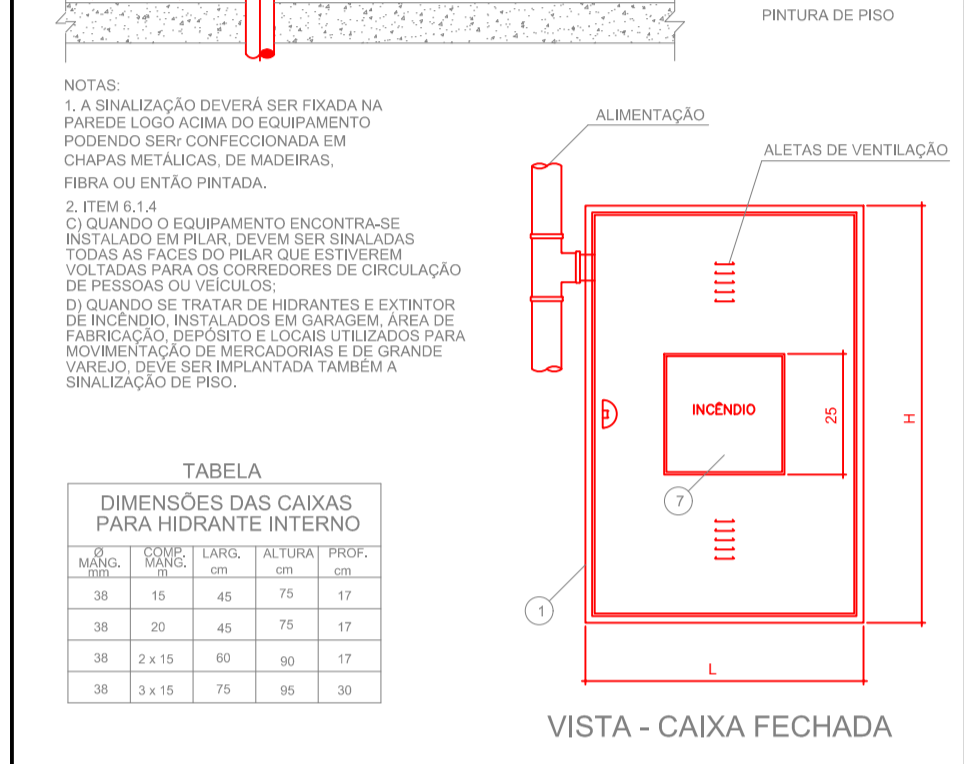 PINTURA DE PISO
NOTAS:
1. A SINALIZAÇÃO DEVERÁ SER FIXADA NA
PAREDE LOGO ACIMA DO EQUIPAMENTO
PODENDO SERr CONFECCIONADA EM
CHAPAS METÁLICAS, DE MADEIRAS,
FIBRA OU ENTÃO PINTADA.
2. ITEM 6.1.4
C) QUANDO O EQUIPAMENTO ENCONTRA-SE
INSTALADO EM PILAR, DEVEM SER SINALADAS
TODAS AS FACES DO PILAR QUE ESTIVEREM
VOLTADAS PARA OS CORREDORES DE CIRCULAÇÃO
DE PESSOAS OU VEÍCULOS;
D) QUANDO SE TRATAR DE HIDRANTES E EXTINTOR
DE INCÊNDIO, INSTALADOS EM GARAGEM, ÁREA DE
FABRICAÇÃO, DEPÓSITO E LOCAIS UTILIZADOS PARA
MOVIMENTAÇÃO DE MERCADORIAS E DE GRANDE
VAREJO, DEVE SER IMPLANTADA TAMBÉM A
SINALIZAÇÃO DE PISO.
TABELA
DIMENSÕES DAS CAIXAS
PARA HIDRANTE INTERNO
Ø MANG. mm COMP. MANG. m LARG. cm ALTURA cm PROF. cm
38 15 45 75 17
38 20 45 75 17
38 2 x 15 60 90 17
38 3 x 15 75 95 30
ALIMENTAÇÃO
ALETAS DE VENTILAÇÃO
INCÊNDIO
25
H
7
1
L
VISTA - CAIXA FECHADA